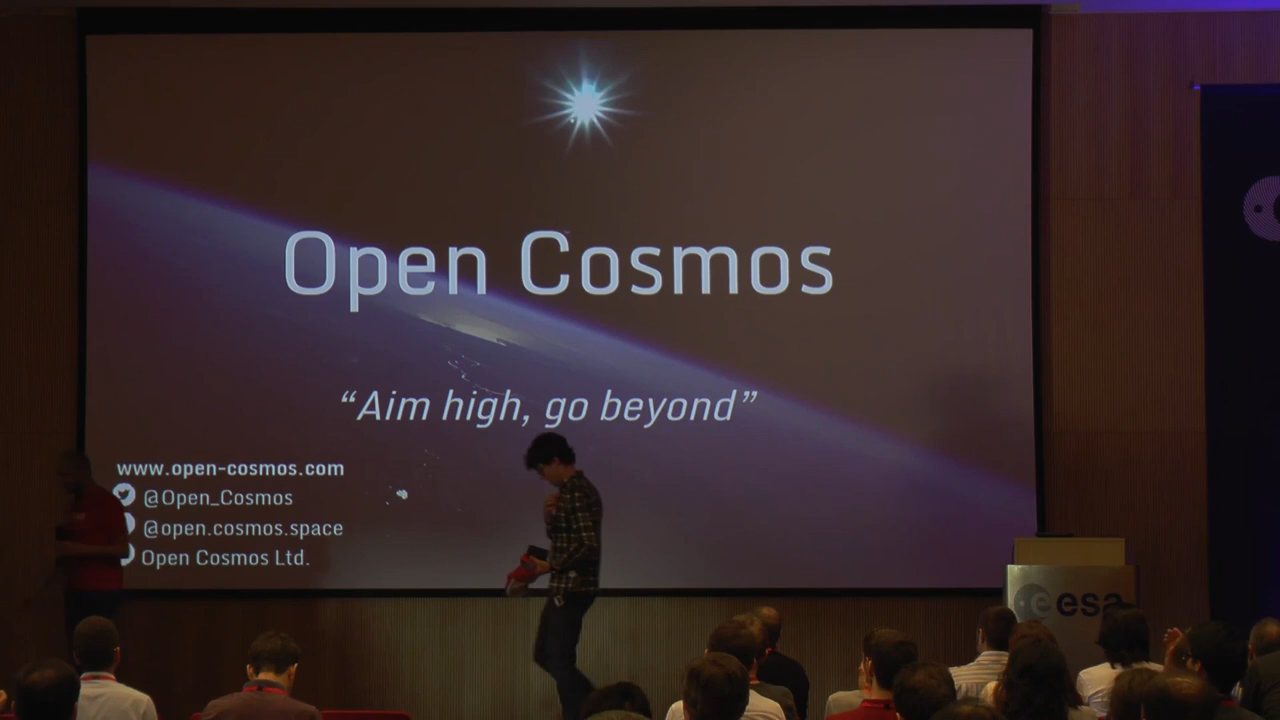 Open Cosmos
“Aim high, go beyond”
www.open-cosmos.com
@Open_Cosmos
@open.cosmos.space
Open Cosmos Ltd.
esa